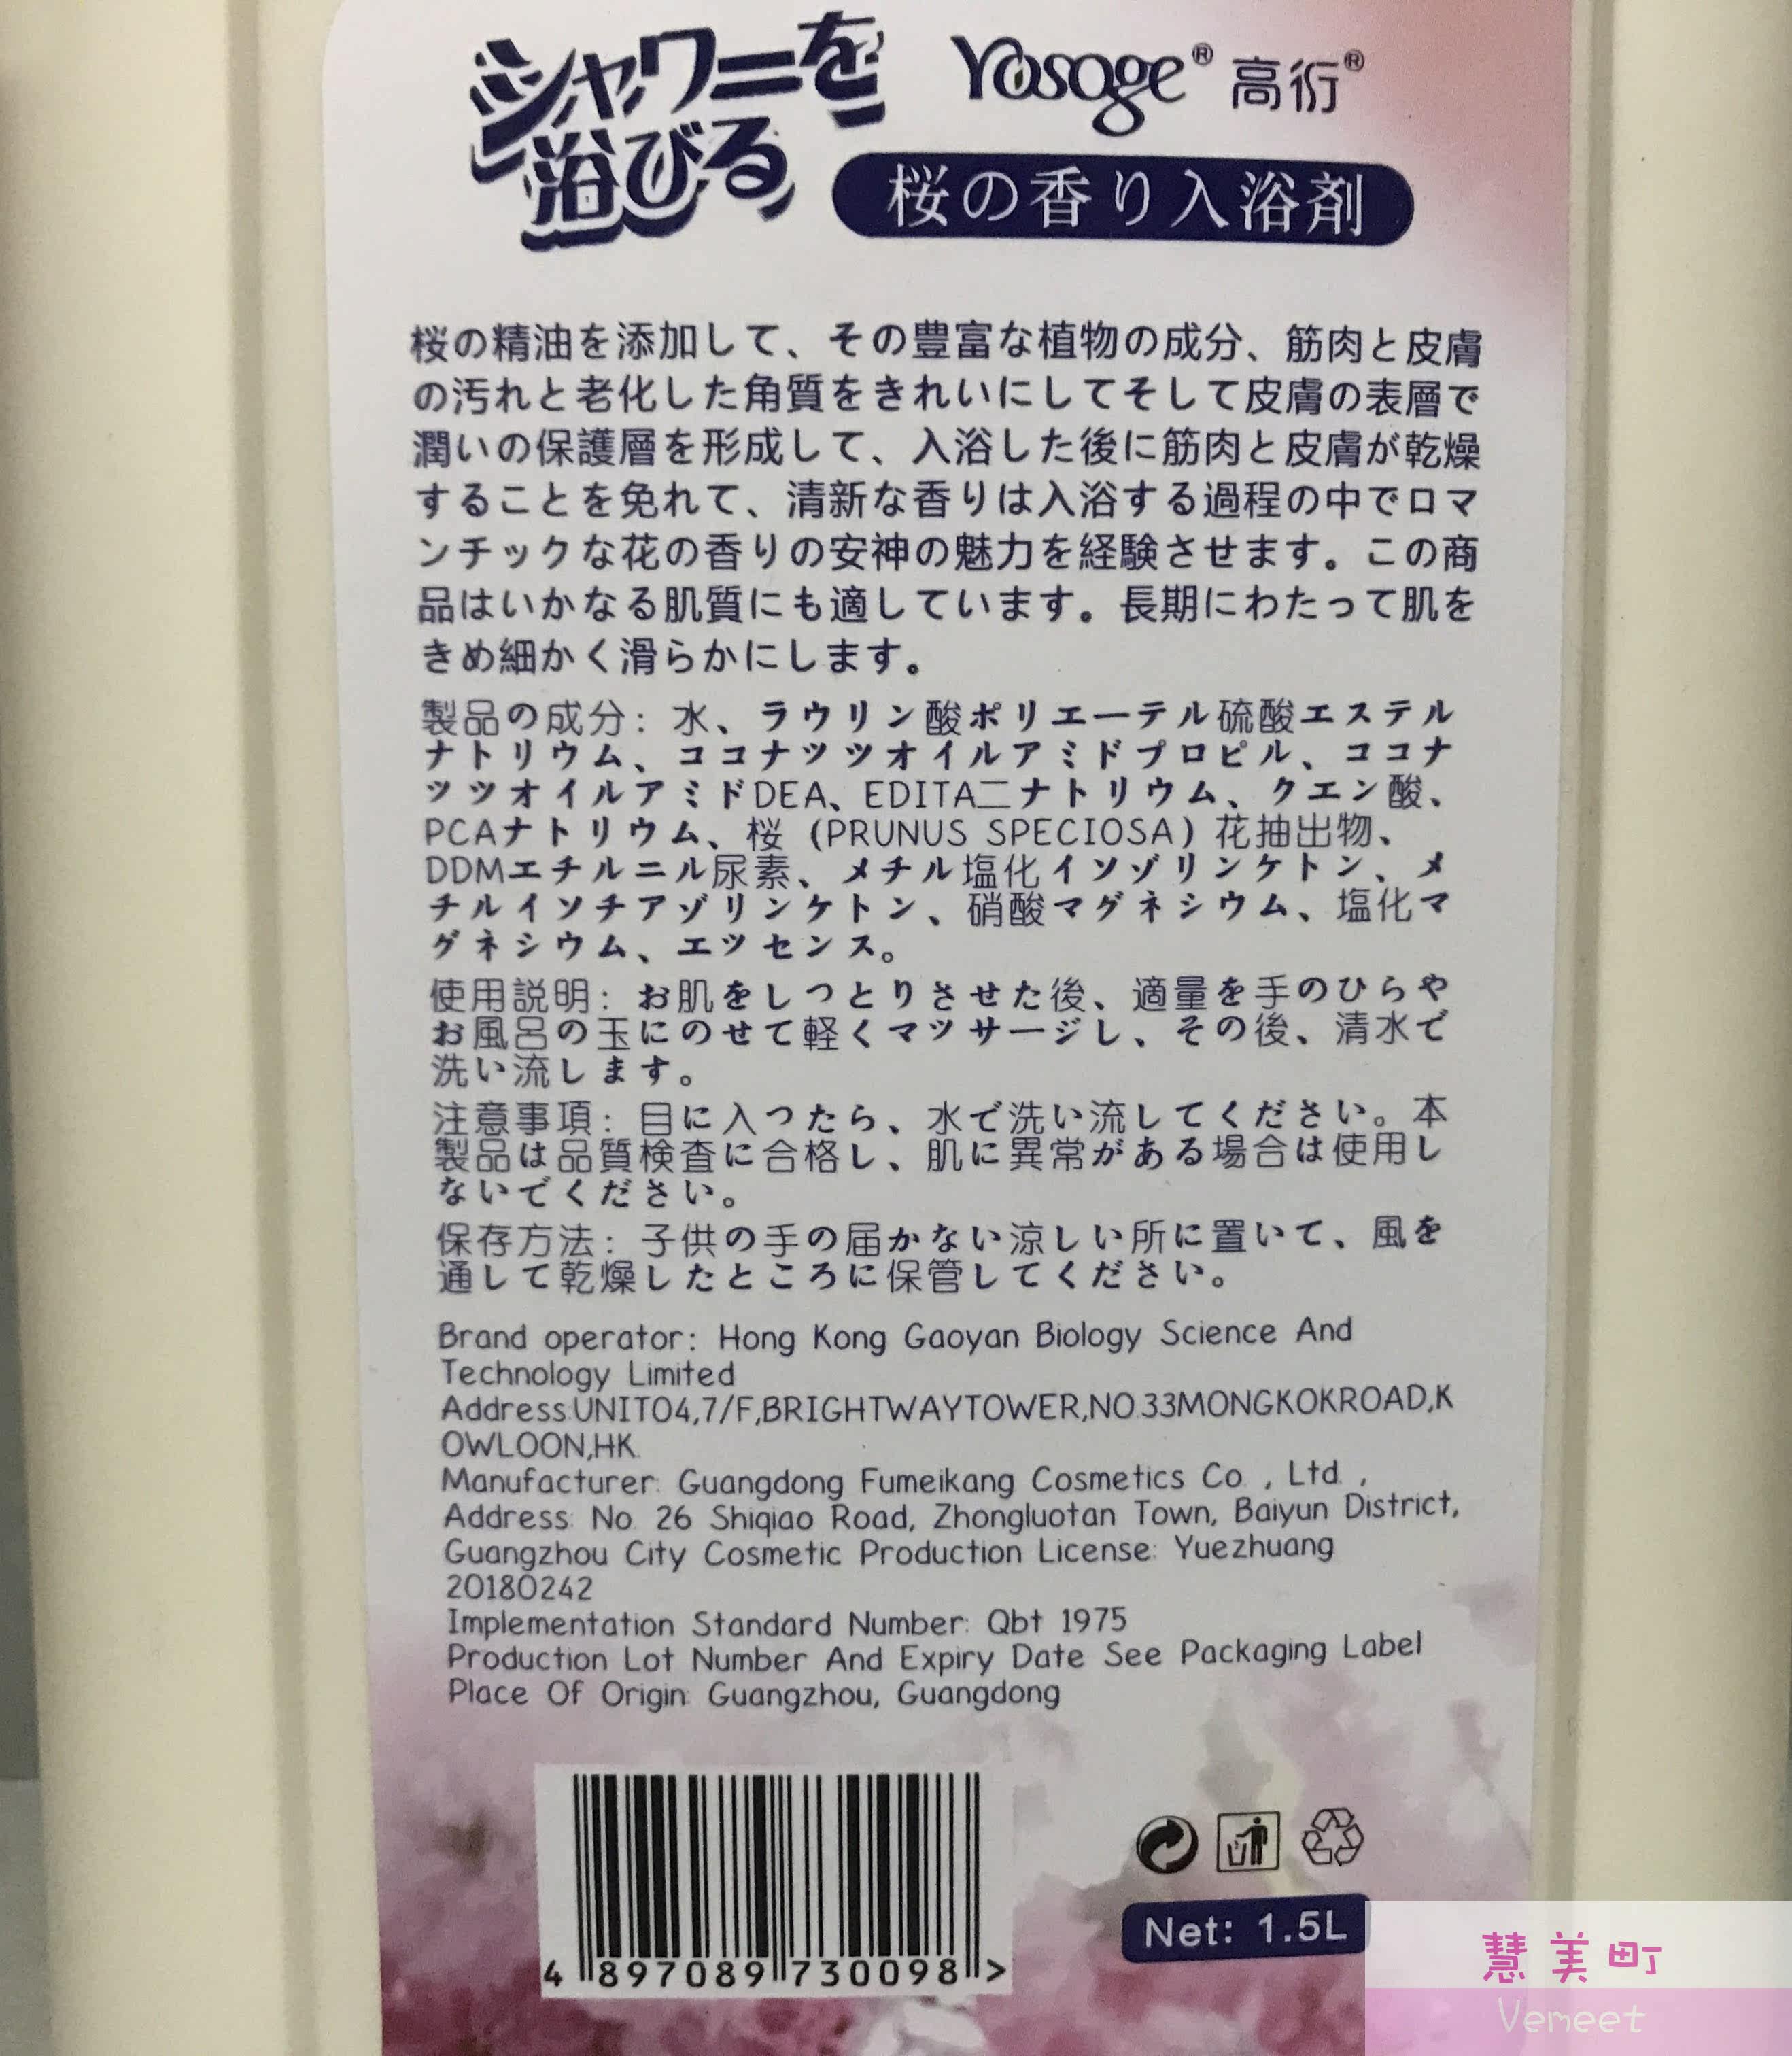 シャワーを
浴びる
Yosoge® 高衍®
桜の香り入浴剤
桜の精油を添加して、その豊富な植物の成分、筋肉と皮膚
の汚れと老化した角質をきれいにしてそして皮膚の表層で
潤いの保護層を形成して、入浴した後に筋肉と皮膚が乾燥
することを免れて、清新な香りは入浴する過程の中でロマ
ンチックな花の香りの安神の魅力を経験させます。この商
品はいかなる肌質にも適しています。長期にわたって肌を
きめ細かく滑らかにします。
製品の成分: 水、ラウリン酸ポリエーテル硫酸エステル
ナトリウム、ココナツツオイルアミドプロピル、ココナ
ツツオイルアミドDEA、EDITA二ナトリウム、クエン酸、
PCAナトリウム、桜 (PRUNUS SPECIOSA) 花抽出物、
DDMエチルニル尿素、メチル塩化イソゾリンケトン、メ
チルイソチアゾリンケトン、硝酸マグネシウム、塩化マ
グネシウム、エツセンス。
使用説明: お肌をしつとりさせた後、適量を手のひらや
お風呂の玉にのせて軽くマツサージし、その後、清水で
洗い流します。
注意事項: 目に入つたら、水で洗い流してください。本
製品は品質検査に合格し、肌に異常がある場合は使用し
ないでください。
保存方法: 子供の手の届かない涼しい所に置いて、風を
通して乾燥したところに保管してください。
Brand operator: Hong Kong Gaoyan Biology Science And
Technology Limited
Address:UNIT04,7/F,BRIGHTWAYTOWER,NO.33MONGKOKROAD,K
OWLOON,HK.
Manufacturer: Guangdong Fumeikang Cosmetics Co. , Ltd. ,
Address: No. 26 Shiqiao Road, Zhongluotan Town, Baiyun District,
Guangzhou City Cosmetic Production License: Yuezhuang
20180242
Implementation Standard Number: Qbt 1975
Production Lot Number And Expiry Date See Packaging Label
Place Of Origin: Guangzhou, Guangdong
4 897089 730098 >
Net: 1.5L
慧美町
Vemeet